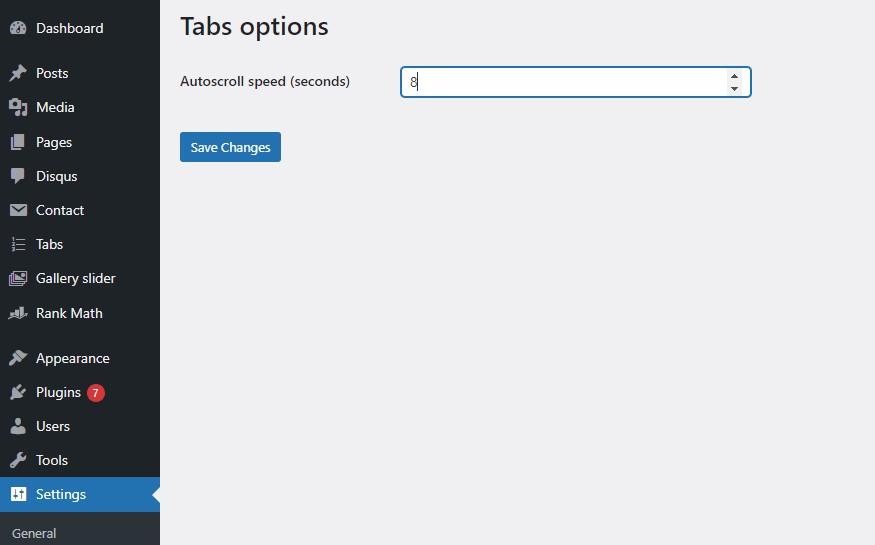 Dashboard
Posts
Media
Pages
Disqus
Contact
Tabs
Gallery slider
Rank Math
Appearance
Plugins 7
Users
Tools
Settings
General
Tabs options
Autoscroll speed (seconds) 8
Save Changes